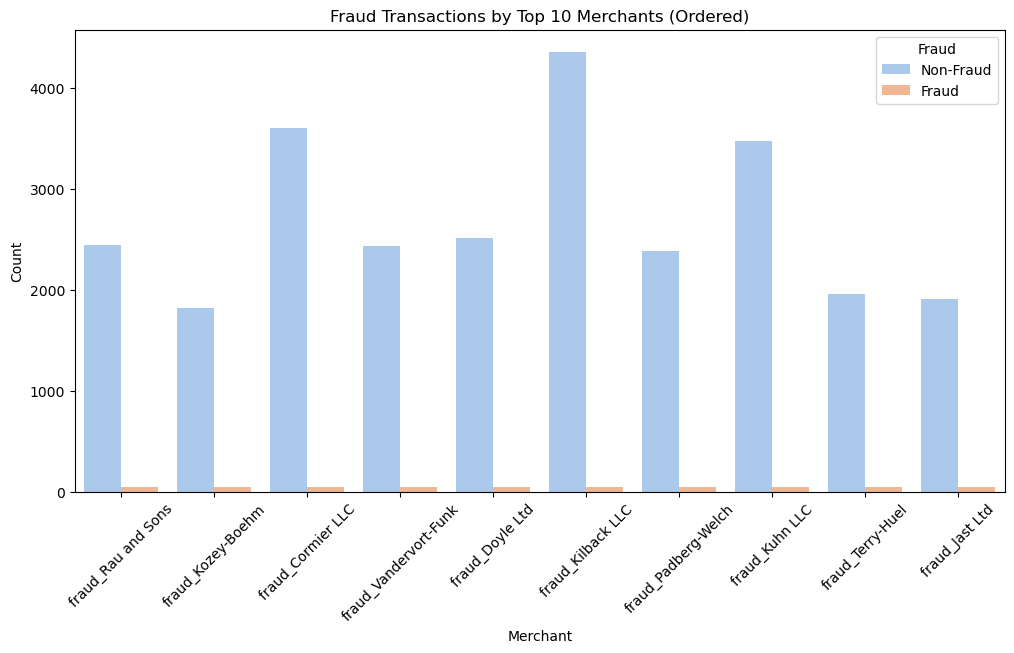 Fraud Transactions by Top 10 Merchants (Ordered)
Fraud
Non-Fraud
Fraud
Count
4000
3000
2000
1000
0
fraud_Rau and Sons
fraud_Kozey-Boehm
fraud_Cormier LLC
fraud_Vandervort-Funk
fraud_Doyle Ltd
fraud_Kilback LLC
fraud_Padberg-Welch
fraud_Kuhn LLC
fraud_Terry-Huel
fraud_Jast Ltd
Merchant